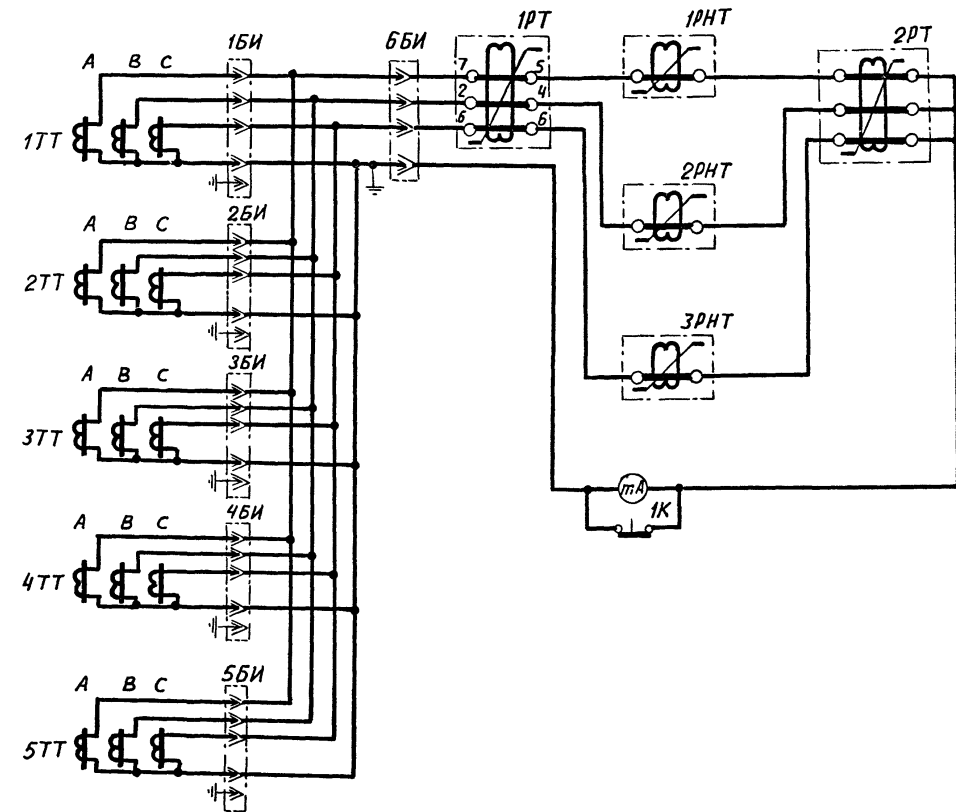 1РТ
1РНТ
2РТ
1БИ
6БИ
А В С
7 5
2 4
6 6
1ТТ
2РНТ
2БИ
А В С
2ТТ
3РНТ
3БИ
А В С
3ТТ
mA
1К
4БИ
А В С
4ТТ
5БИ
А В С
5ТТ